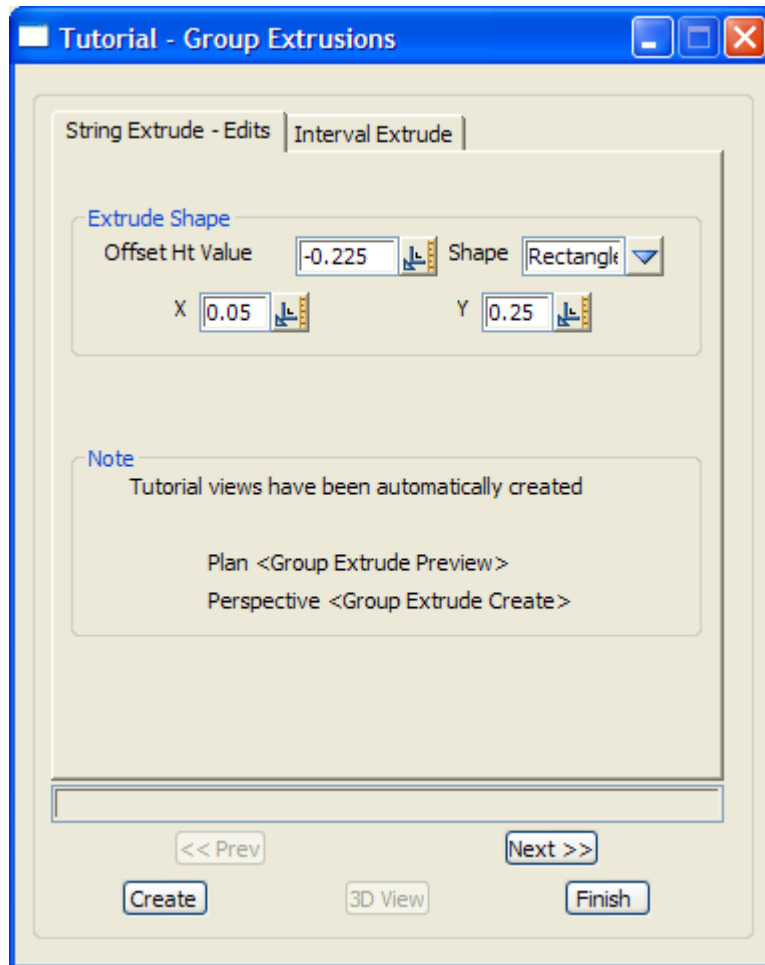 Tutorial - Group Extrusions
String Extrude - Edits Interval Extrude
Extrude Shape
Offset Ht Value -0.225 Shape Rectangle
X 0.05 Y 0.25
Note
Tutorial views have been automatically created
Plan <Group Extrude Preview>
Perspective <Group Extrude Create>
<< Prev Next >>
Create 3D View Finish